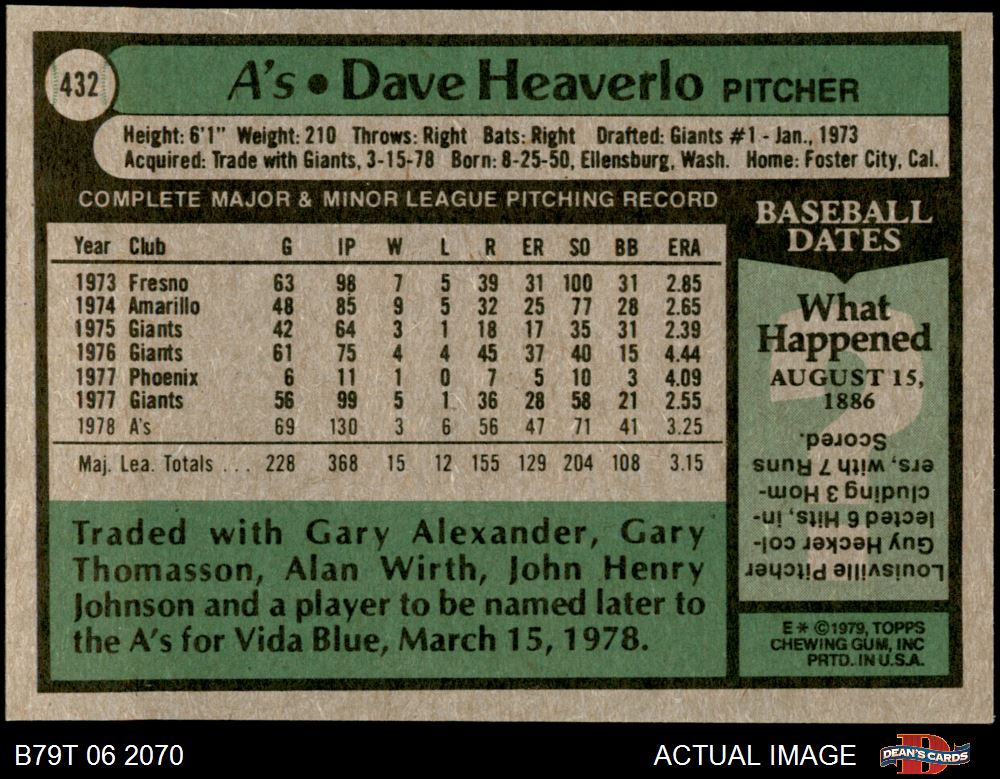 432
A's • Dave Heaverlo PITCHER
Height: 6'1" Weight: 210 Throws: Right Bats: Right Drafted: Giants #1 - Jan., 1973
Acquired: Trade with Giants, 3-15-78 Born: 8-25-50, Ellensburg, Wash. Home: Foster City, Cal.
COMPLETE MAJOR & MINOR LEAGUE PITCHING RECORD
Year Club G IP W L R ER SO BB ERA
1973 Fresno 63 98 7 5 39 31 100 31 2.85
1974 Amarillo 48 85 9 5 32 25 77 28 2.65
1975 Giants 42 64 3 1 18 17 35 31 2.39
1976 Giants 61 75 4 4 45 37 40 15 4.44
1977 Phoenix 6 11 1 0 7 5 10 3 4.09
1977 Giants 56 99 5 1 36 28 58 21 2.55
1978 A's 69 130 3 6 56 47 71 41 3.25
Maj. Lea. Totals ... 228 368 15 12 155 129 204 108 3.15
Traded with Gary Alexander, Gary
Thomasson, Alan Wirth, John Henry
Johnson and a player to be named later to
the A's for Vida Blue, March 15, 1978.
BASEBALL
DATES
What
Happened
AUGUST 15,
1886
Louisville Pitcher
Guy Hecker col-
lected 6 Hits, in-
cluding 3 Hom-
ers, with 7 Runs
Scored.
E* ©1979, TOPPS
CHEWING GUM, INC
PRTD. IN U.S.A.
B79T 06 2070
ACTUAL IMAGE
DEAN'S CARDS